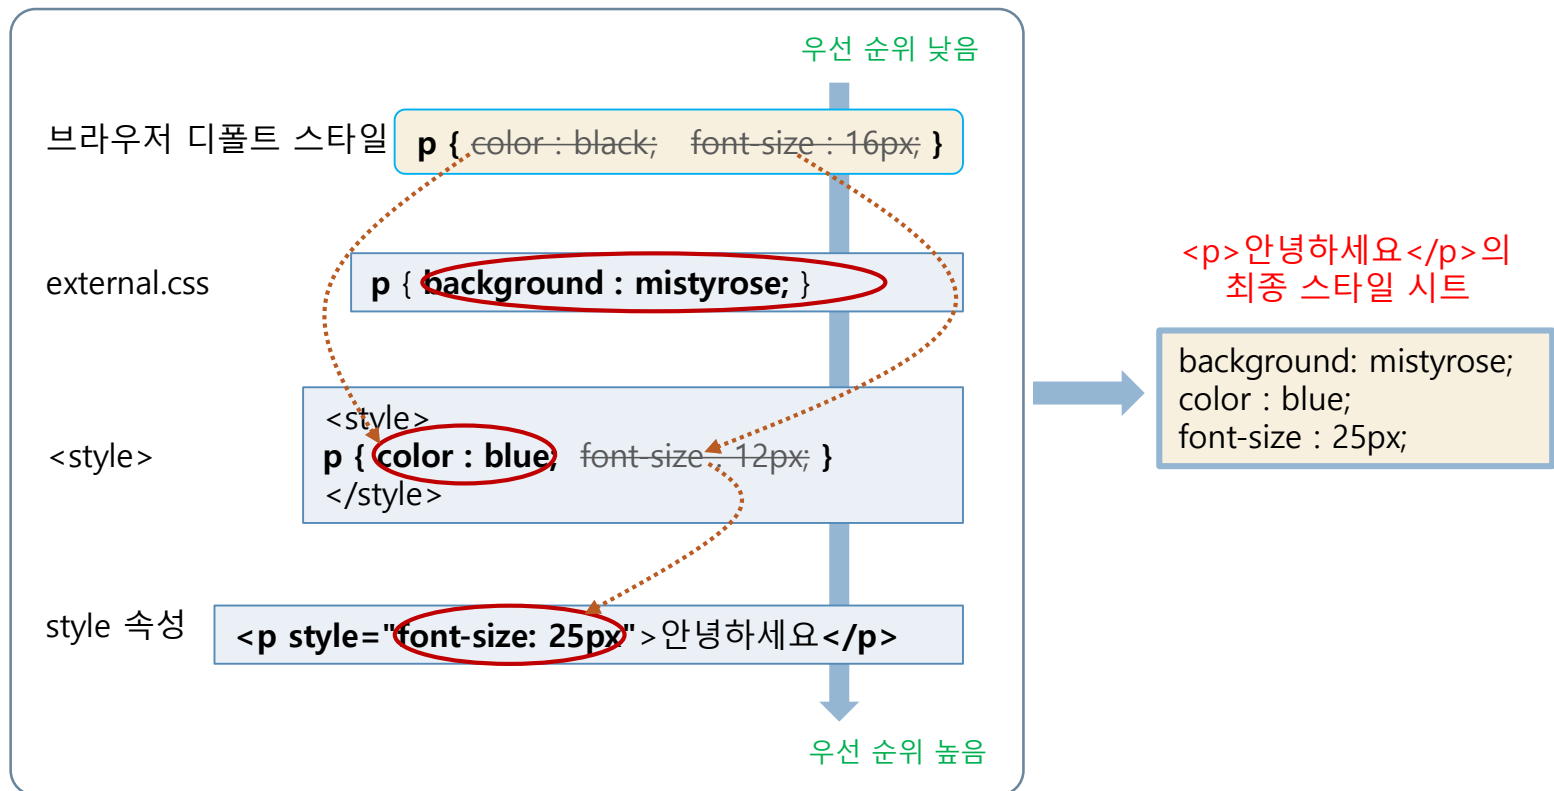 우선 순위 낮음
브라우저 디폴트 스타일
p { color : black; font-size : 16px; }
external.css
p { background : mistyrose; }
<style>
<style>
p { color : blue; font-size : 12px; }
</style>
style 속성
<p style="font-size: 25px">안녕하세요</p>
우선 순위 높음
<p>안녕하세요</p>의
최종 스타일 시트
background: mistyrose;
color : blue;
font-size : 25px;